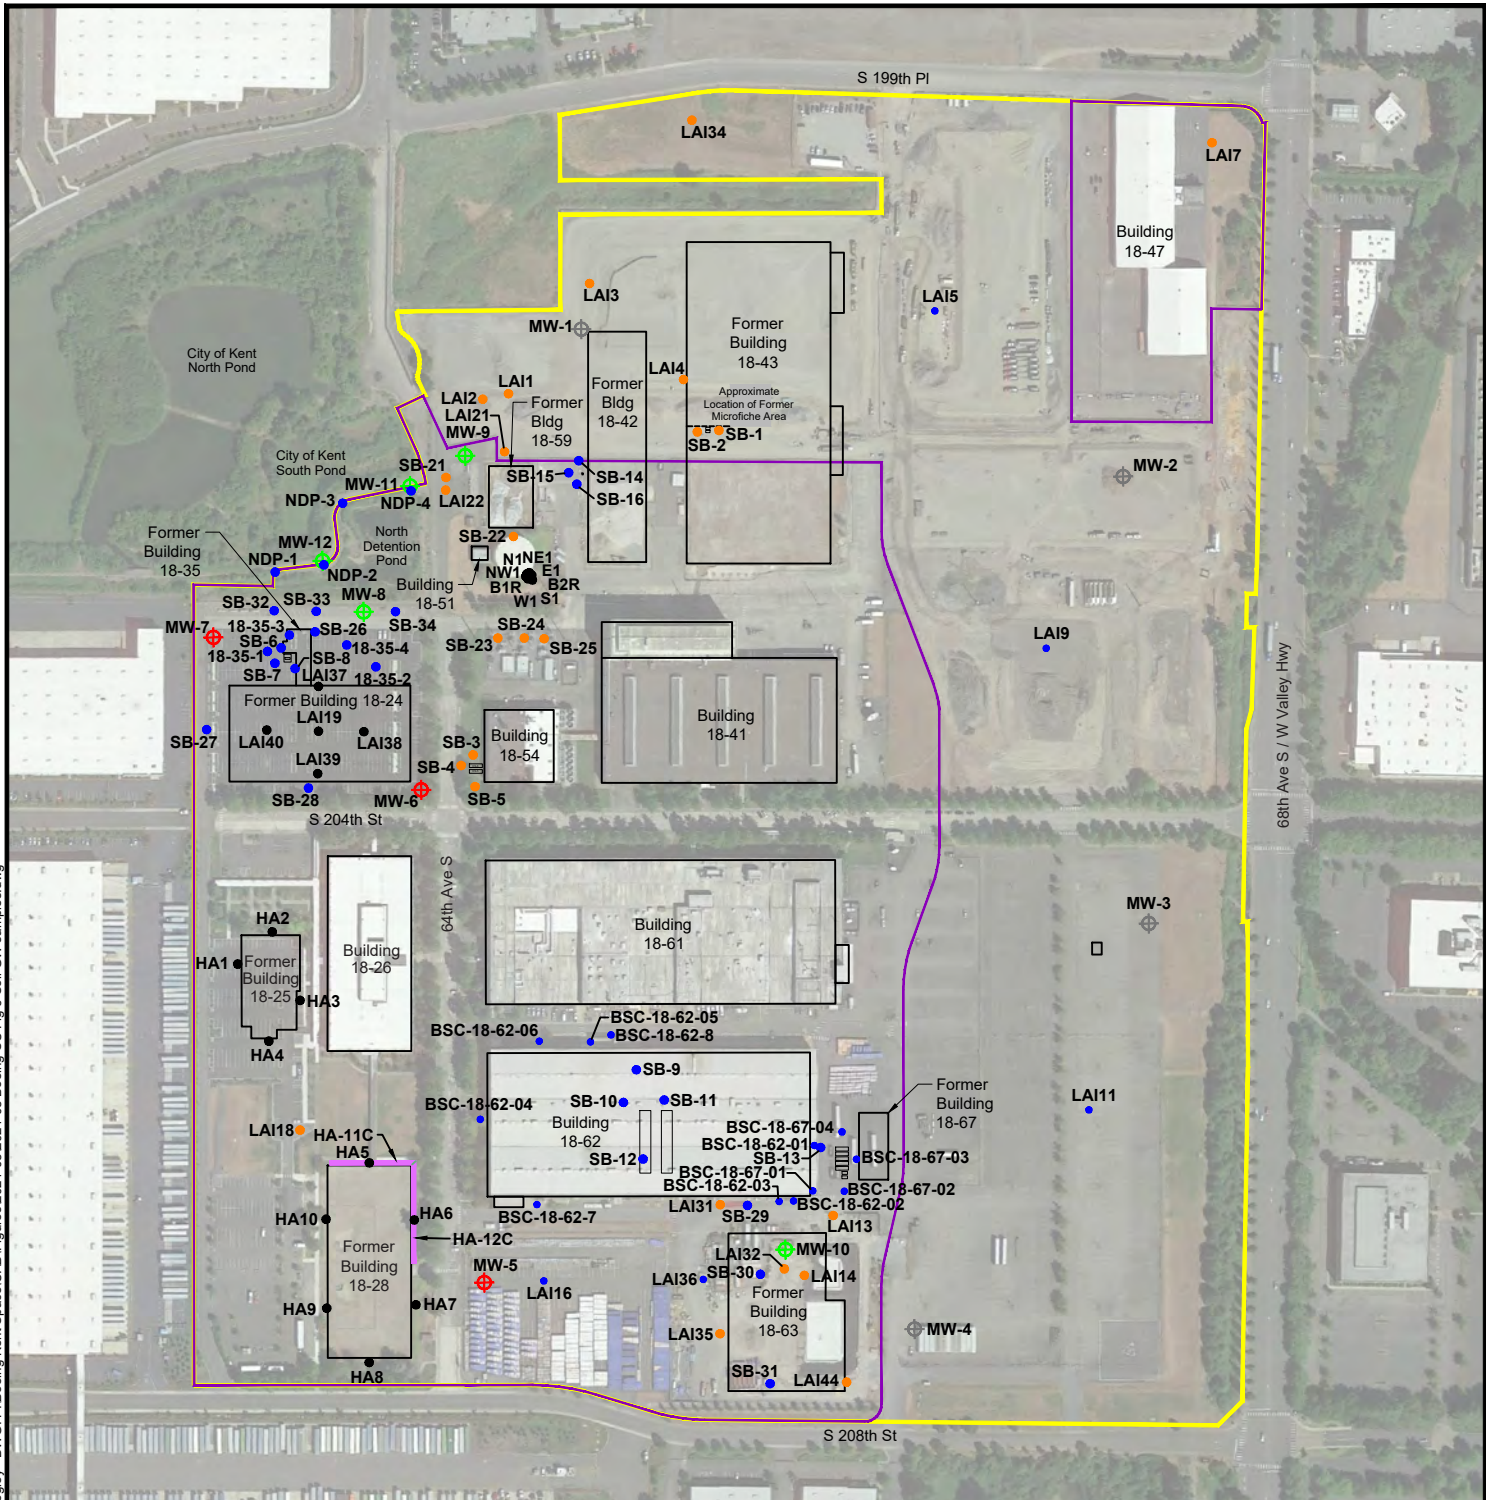 S 199th Pl
LAI34
LAI7
Building
18-47
LAI3
LAI5
MW-1
Former
Building
18-43
City of Kent
North Pond
LAI4
LAI1
LAI2
Former
Bldg
18-42
Approximate
Location of Former
Microfiche Area
LAI21
Former
Bldg
18-59
MW-9
SB-2
SB-1
City of Kent
South Pond
SB-21
SB-15
SB-14
MW-2
MW-11
NDP-4
LAI22
SB-16
NDP-3
Former
Building
18-35
North
Detention
Pond
SB-22
MW-12
NDP-1
NDP-2
N1
NE1
NW1
E1
B1R
B2R
S1
W1
Building
18-51
MW-8
SB-32
SB-33
SB-34
MW-7
18-35-3
SB-26
SB-24
SB-6
18-35-4
SB-23
SB-25
LAI9
18-35-1
SB-8
SB-7
LAI37
18-35-2
Former Building 18-24
LAI19
Building
18-41
SB-27
LAI40
LAI38
SB-3
Building
18-54
LAI39
SB-4
SB-28
MW-6
SB-5
68th Ave S / W Valley Hwy
S 204th St
64th Ave S
HA2
MW-3
Building
18-61
HA1
Former
Building
18-25
Building
18-26
HA3
BSC-18-62-05
BSC-18-62-06
BSC-18-62-8
HA4
SB-9
Former
Building
18-67
SB-10
SB-11
BSC-18-62-04
LAI11
Building
18-62
BSC-18-67-04
LAI18
HA-11C
BSC-18-62-01
HA5
SB-12
SB-13
BSC-18-67-03
BSC-18-67-01
BSC-18-62-03
BSC-18-67-02
LAI31
BSC-18-62-02
HA10
HA6
BSC-18-62-7
SB-29
LAI13
HA-12C
Former
Building
18-28
MW-10
LAI32
MW-5
LAI36
SB-30
LAI14
LAI16
Former
Building
18-63
HA9
HA7
LAI35
MW-4
HA8
SB-31
LAI44
S 208th St